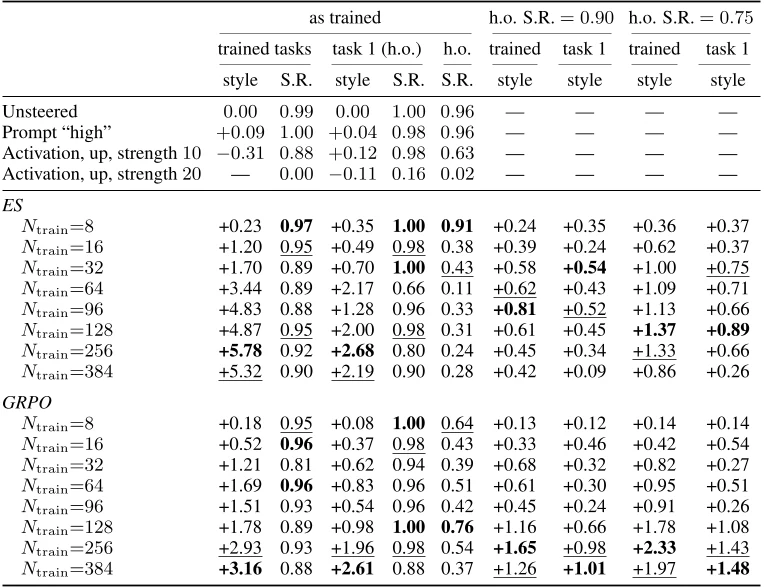 as trained h.o. S.R. = 0.90 h.o. S.R. = 0.75
trained tasks task 1 (h.o.) h.o. trained task 1 trained task 1
style S.R. style S.R. S.R. style style style style
Unsteered 0.00 0.99 0.00 1.00 0.96 — — — —
Prompt “high” +0.09 1.00 +0.04 0.98 0.96 — — — —
Activation, up, strength 10 −0.31 0.88 +0.12 0.98 0.63 — — — —
Activation, up, strength 20 — 0.00 −0.11 0.16 0.02 — — — —
ES
Ntrain=8 +0.23 0.97 +0.35 1.00 0.91 +0.24 +0.35 +0.36 +0.37
Ntrain=16 +1.20 0.95 +0.49 0.98 0.38 +0.39 +0.24 +0.62 +0.37
Ntrain=32 +1.70 0.89 +0.70 1.00 0.43 +0.58 +0.54 +1.00 +0.75
Ntrain=64 +3.44 0.89 +2.17 0.66 0.11 +0.62 +0.43 +1.09 +0.71
Ntrain=96 +4.83 0.88 +1.28 0.96 0.33 +0.81 +0.52 +1.13 +0.66
Ntrain=128 +4.87 0.95 +2.00 0.98 0.31 +0.61 +0.45 +1.37 +0.89
Ntrain=256 +5.78 0.92 +2.68 0.80 0.24 +0.45 +0.34 +1.33 +0.66
Ntrain=384 +5.32 0.90 +2.19 0.90 0.28 +0.42 +0.09 +0.86 +0.26
GRPO
Ntrain=8 +0.18 0.95 +0.08 1.00 0.64 +0.13 +0.12 +0.14 +0.14
Ntrain=16 +0.52 0.96 +0.37 0.98 0.43 +0.33 +0.46 +0.42 +0.54
Ntrain=32 +1.21 0.81 +0.62 0.94 0.39 +0.68 +0.32 +0.82 +0.27
Ntrain=64 +1.69 0.96 +0.83 0.96 0.51 +0.61 +0.30 +0.95 +0.51
Ntrain=96 +1.51 0.93 +0.54 0.96 0.42 +0.45 +0.24 +0.91 +0.26
Ntrain=128 +1.78 0.89 +0.98 1.00 0.76 +1.16 +0.66 +1.78 +1.08
Ntrain=256 +2.93 0.93 +1.96 0.98 0.54 +1.65 +0.98 +2.33 +1.43
Ntrain=384 +3.16 0.88 +2.61 0.88 0.37 +1.26 +1.01 +1.97 +1.48